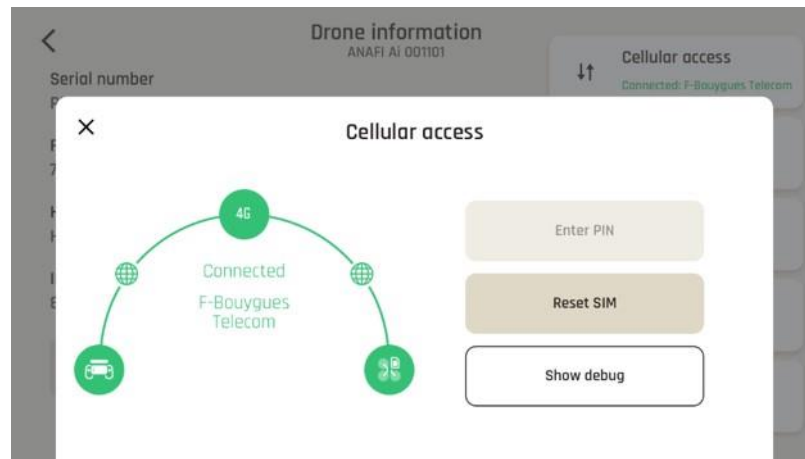 Drone information
ANAFI Ai 001101
Serial number
Cellular access
Connected: F-Bouygues Telecom
Cellular access
4G
Connected
F-Bouygues
Telecom
Enter PIN
Reset SIM
Show debug